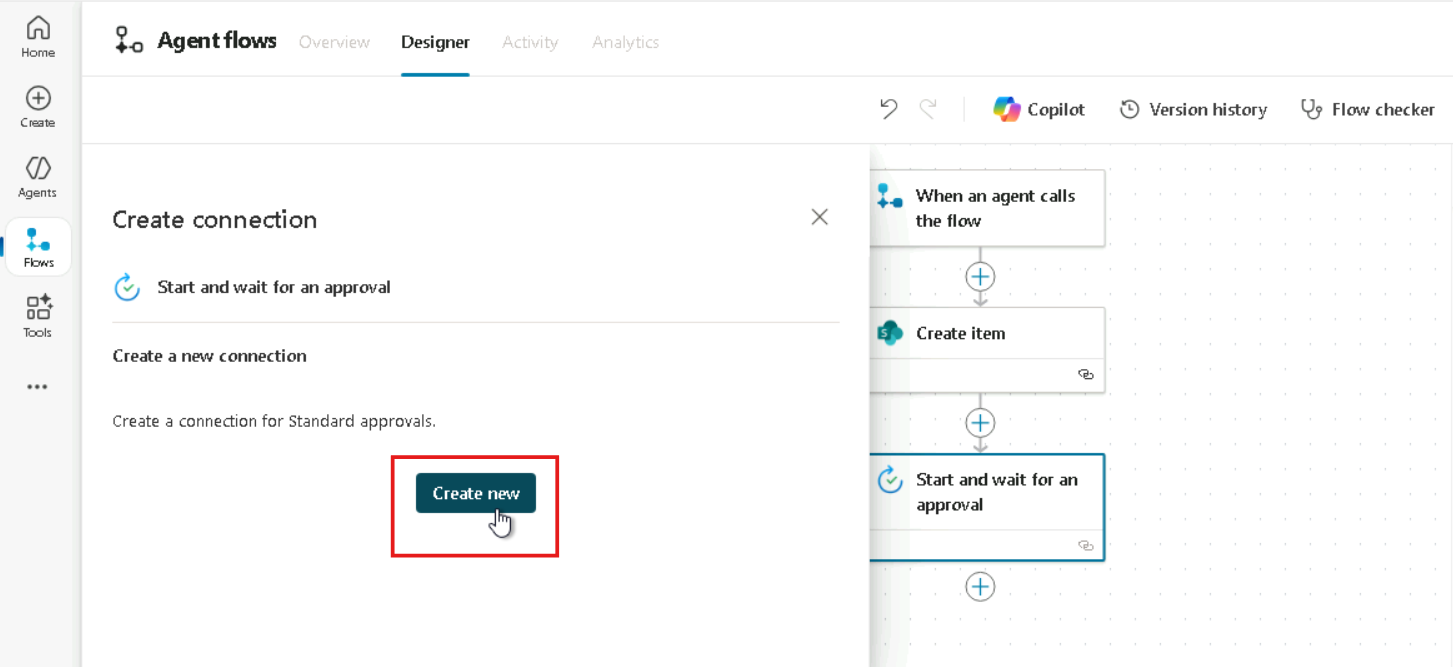 Home
Create
Agents
Flows
Tools
Agent flows
Overview
Designer
Activity
Analytics
Copilot
Version history
Flow checker
Create connection
Start and wait for an approval
Create a new connection
Create a connection for Standard approvals.
Create new
When an agent calls
the flow
S
Create item
Start and wait for an
approval